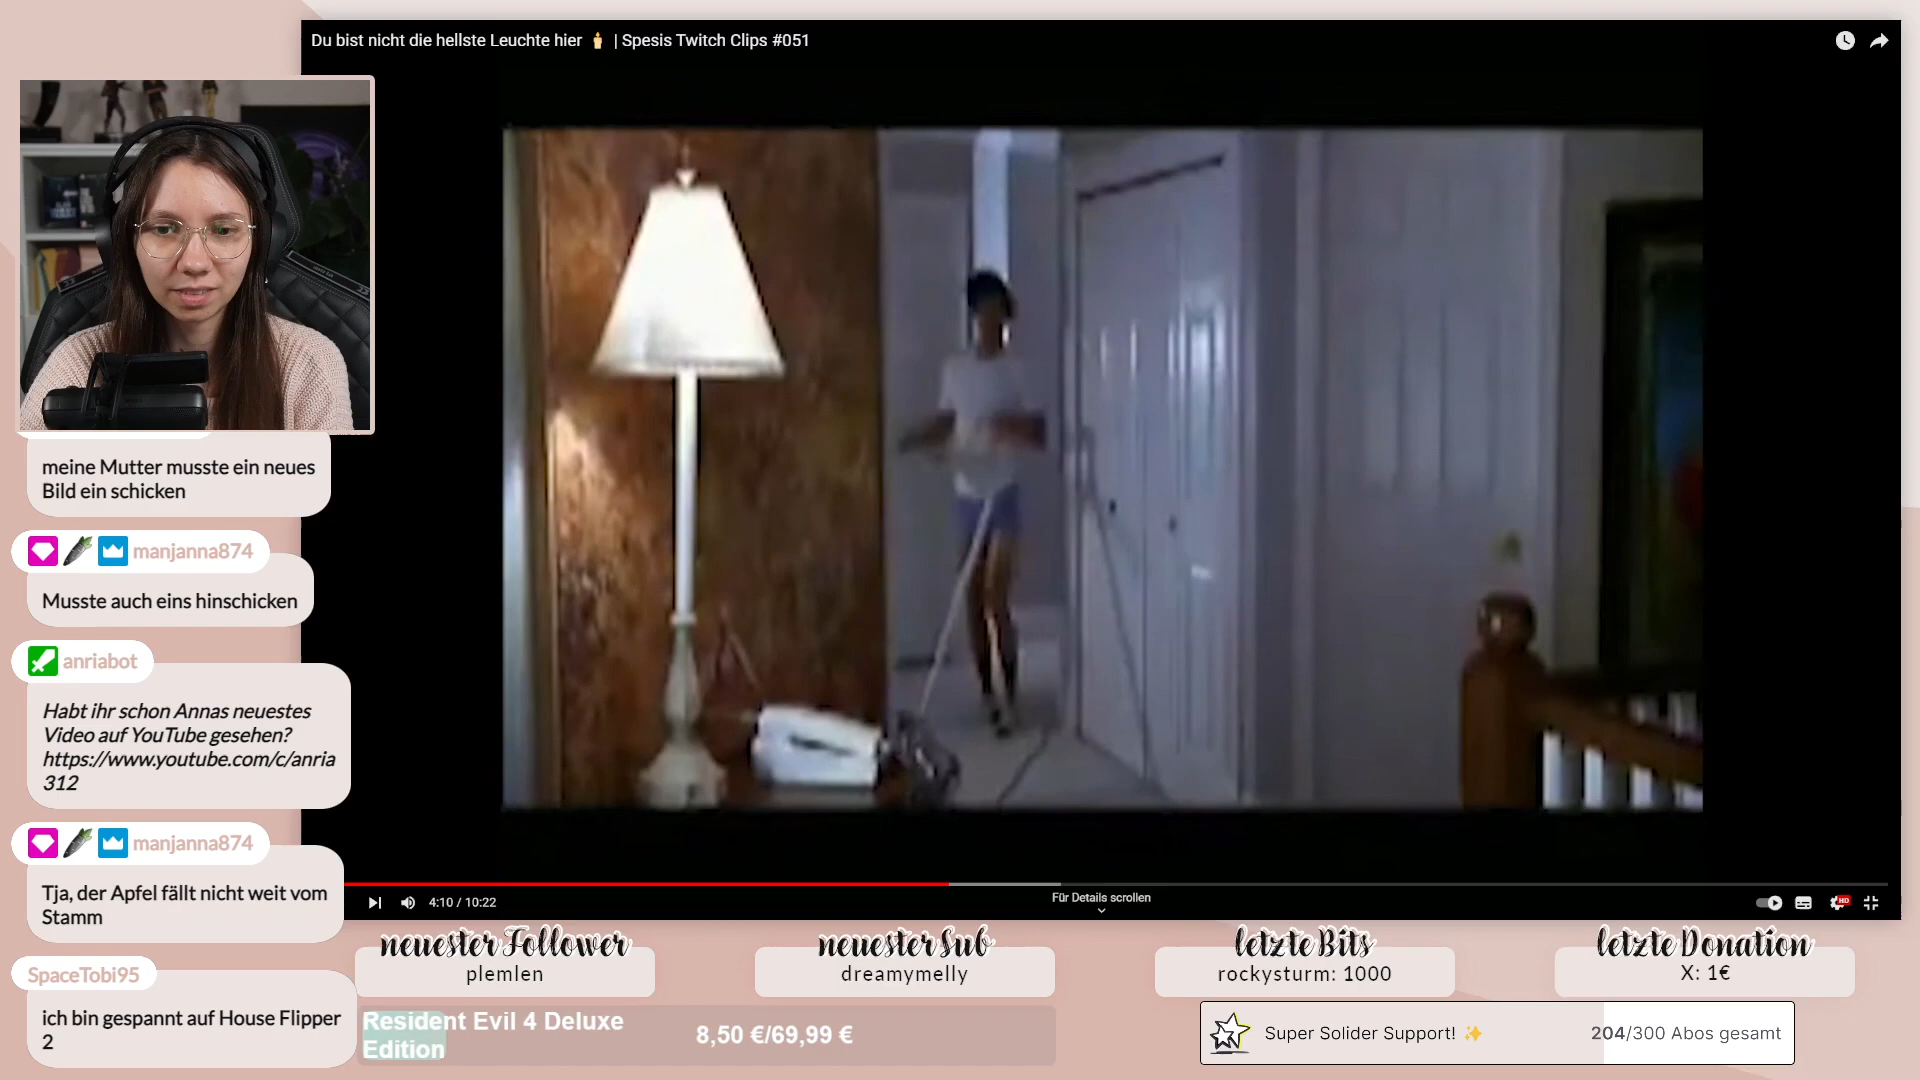 Du bist nicht die hellste Leuchte hier 🕯️ | Spesis Twitch Clips #051
meine Mutter musste ein neues
Bild ein schicken
manjanna874
Musste auch eins hinschicken
anriabot
Habt ihr schon Annas neuestes
Video auf YouTube gesehen?
https://www.youtube.com/c/anria
312
manjanna874
Tja, der Apfel fällt nicht weit vom
Stamm
SpaceTobi95
ich bin gespannt auf House Flipper
2
4:10 / 10:22
Für Details scrollen
HD
neuester Follower
plemlen
neuester Sub
dreamymelly
letzte Bits
rockysturm: 1000
letzte Donation
X: 1€
Resident Evil 4 Deluxe
Edition
8,50 €/69,99 €
Super Solider Support! ✨
204/300 Abos gesamt